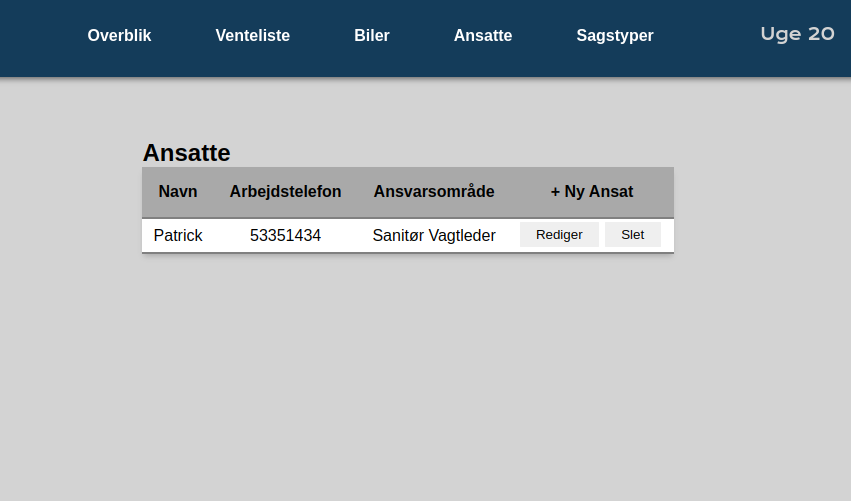 Overblik Venteliste Biler Ansatte Sagstyper Uge 20
Ansatte
Navn Arbejdstelefon Ansvarsområde + Ny Ansat
Patrick 53351434 Sanitør Vagtleder Rediger Slet